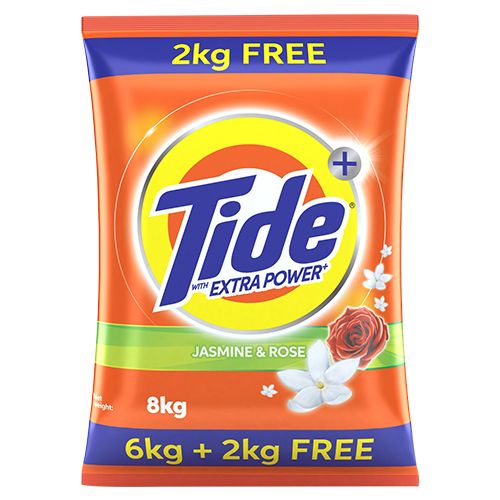 2kg FREE
+
Tide®
WITH EXTRA POWER+
JASMINE & ROSE
8kg
6kg + 2kg FREE